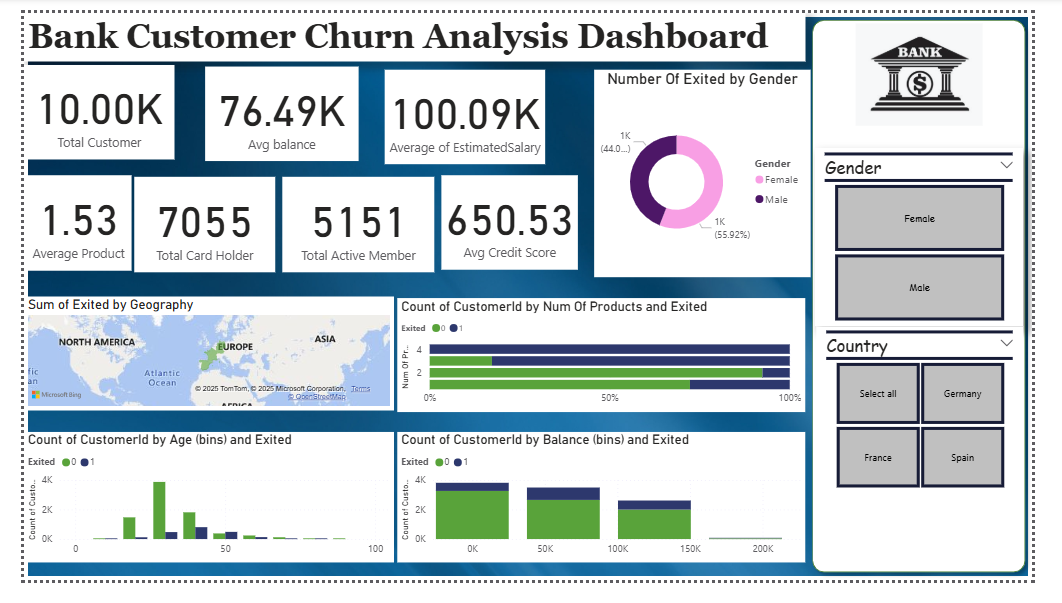 Bank Customer Churn Analysis Dashboard
BANK
$
10.00K
Total Customer
76.49K
Avg balance
100.09K
Average of EstimatedSalary
1.53
Average Product
7055
Total Card Holder
5151
Total Active Member
650.53
Avg Credit Score
Number Of Exited by Gender
1K
(44.0...)
1K
(55.92%)
Gender
Female
Male
Gender
Female
Male
Country
Select all
Germany
France
Spain
Sum of Exited by Geography
NORTH AMERICA
EUROPE
ASIA
Atlantic
Ocean
fic
an
AFRICA
Microsoft Bing
© 2025 TomTom, © 2025 Microsoft Corporation, Terms
© OpenStreetMap
Count of CustomerId by Num Of Products and Exited
Exited 0 1
Num Of Pr...
4
2
0% 50% 100%
Count of CustomerId by Age (bins) and Exited
Exited 0 1
Count of Custo...
4K
2K
0K
0 50 100
Count of CustomerId by Balance (bins) and Exited
Exited 0 1
Count of Custo...
4K
2K
0K
0K 50K 100K 150K 200K